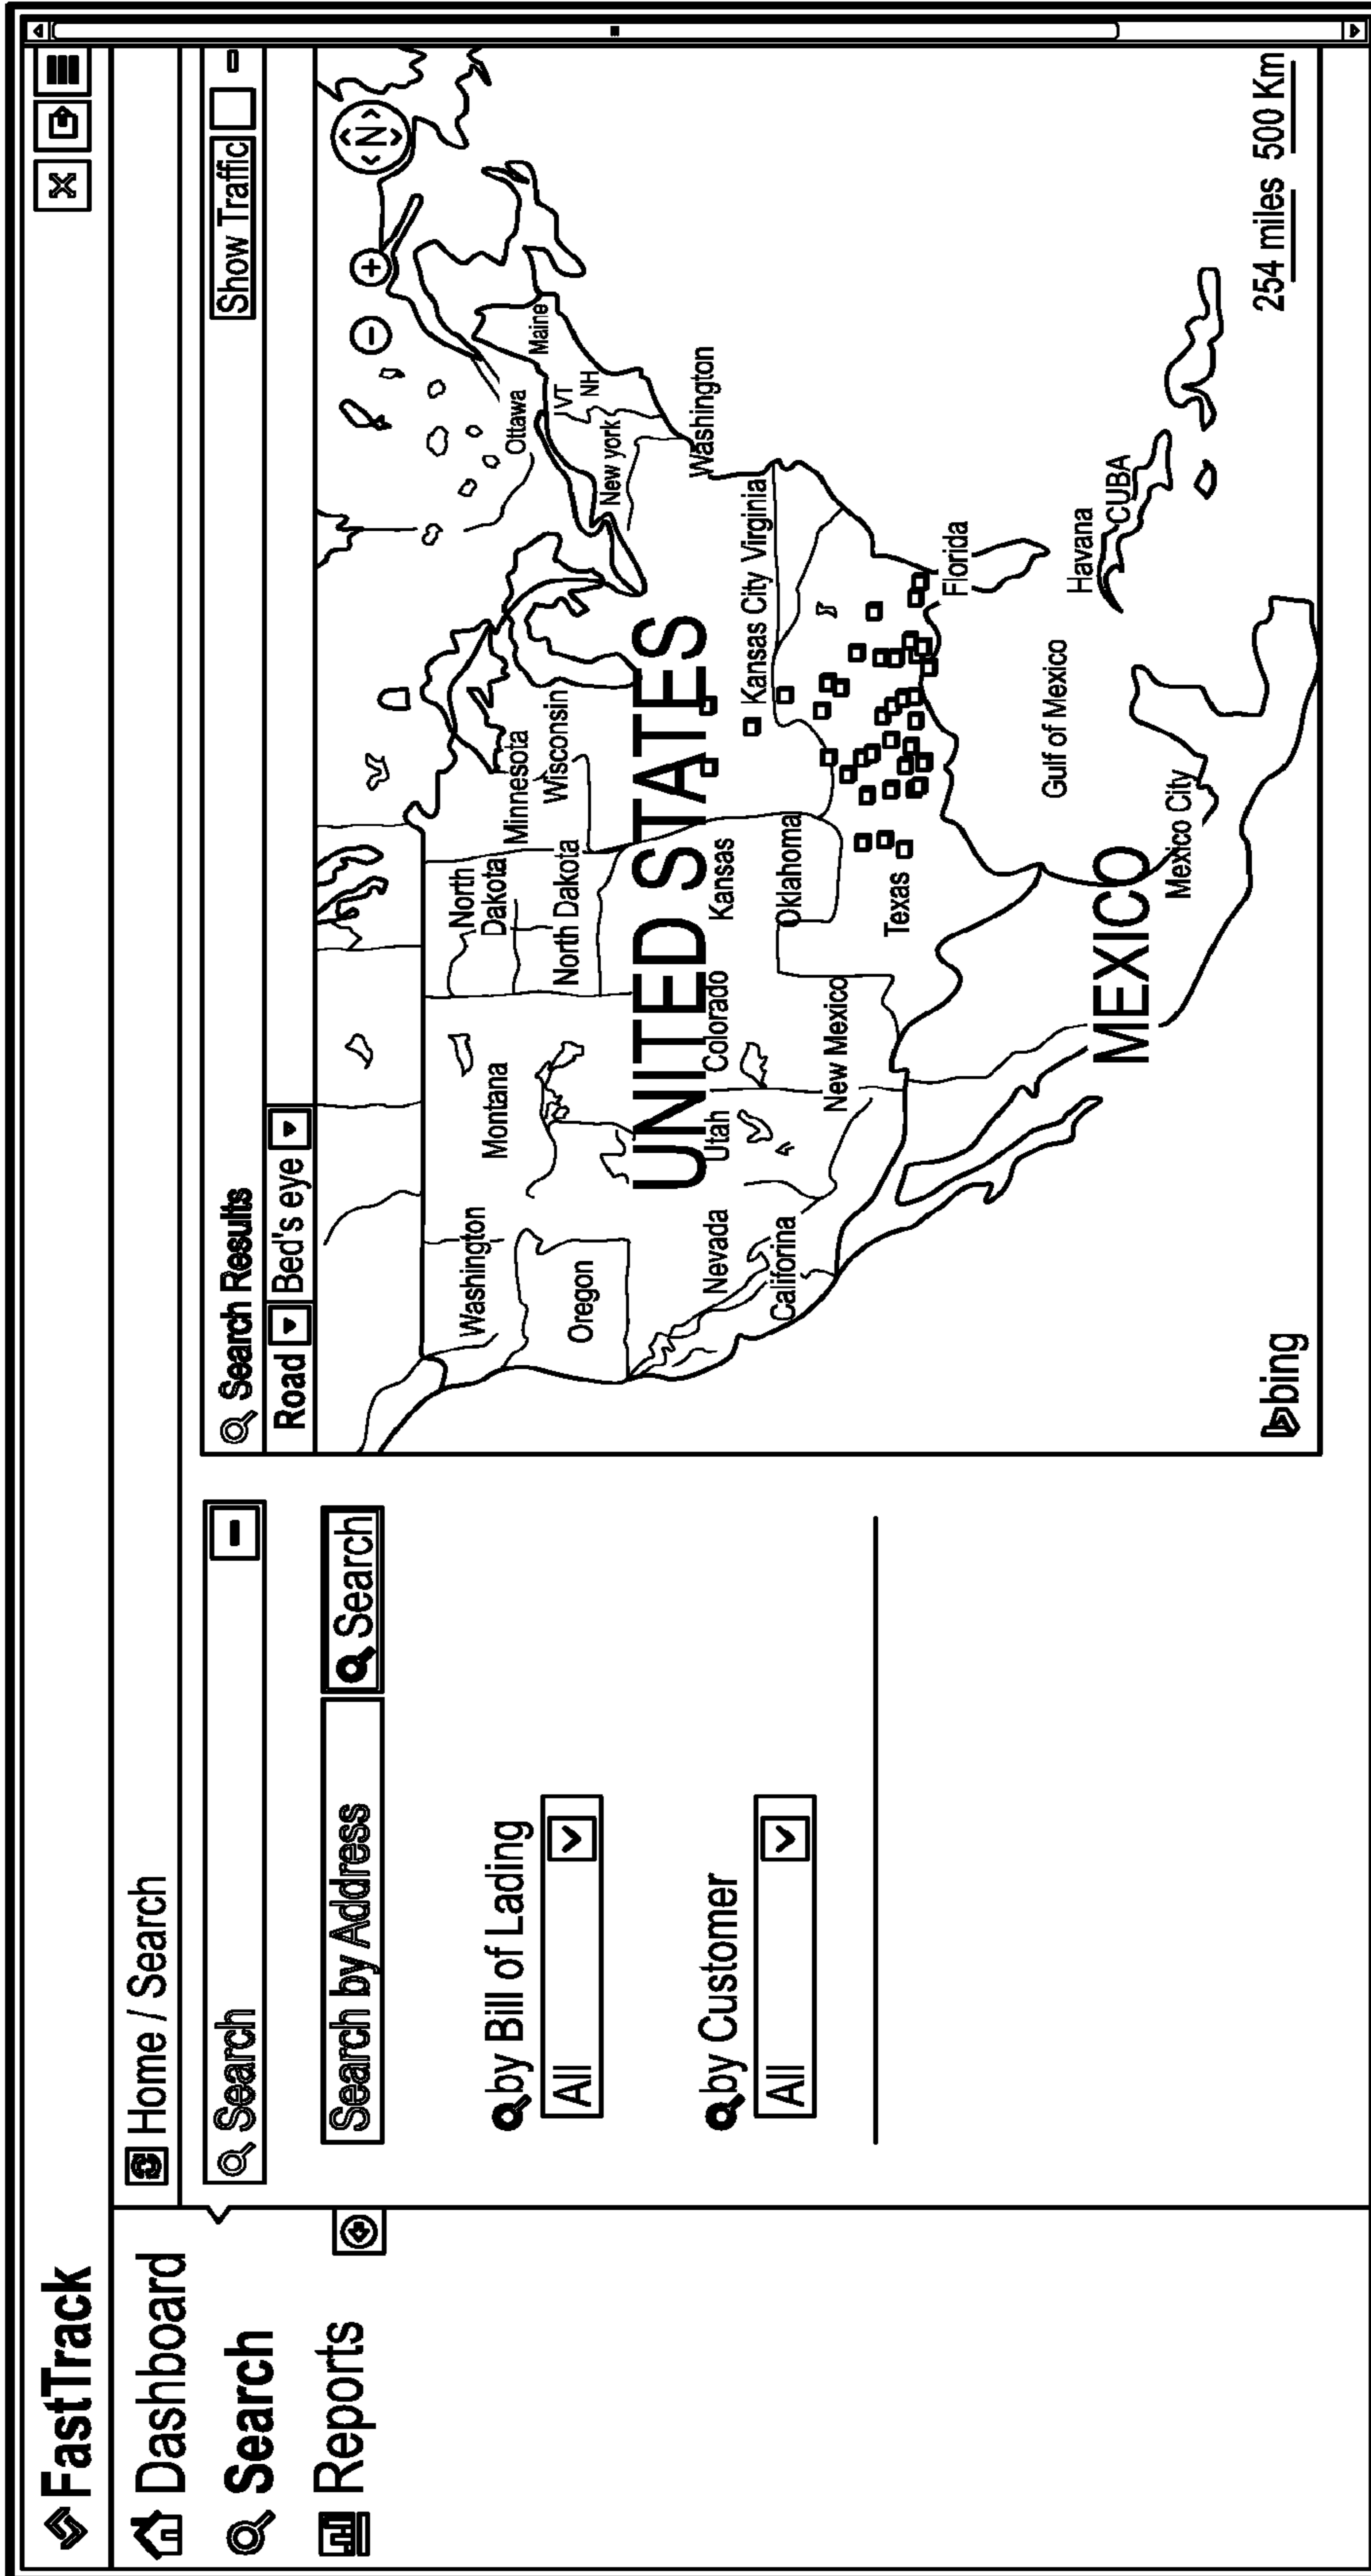 FastTrack
Dashboard
Search
Reports
Home / Search
Search
Search by Address
Search
by Bill of Lading
All
by Customer
All
Search Results
Show Traffic
Road
Bed's eye
N
Washington
Montana
North
Dakota
Minnesota
Ottawa
Maine
Oregon
North Dakota
Wisconsin
New york
VT
NH
UNITED STATES
Nevada
Utah
Colorado
Kansas
Kansas City
Virginia
Washington
Califorina
New Mexico
Oklahoma
Texas
Florida
Gulf of Mexico
Havana
CUBA
MEXICO
Mexico City
bing
254 miles
500 Km